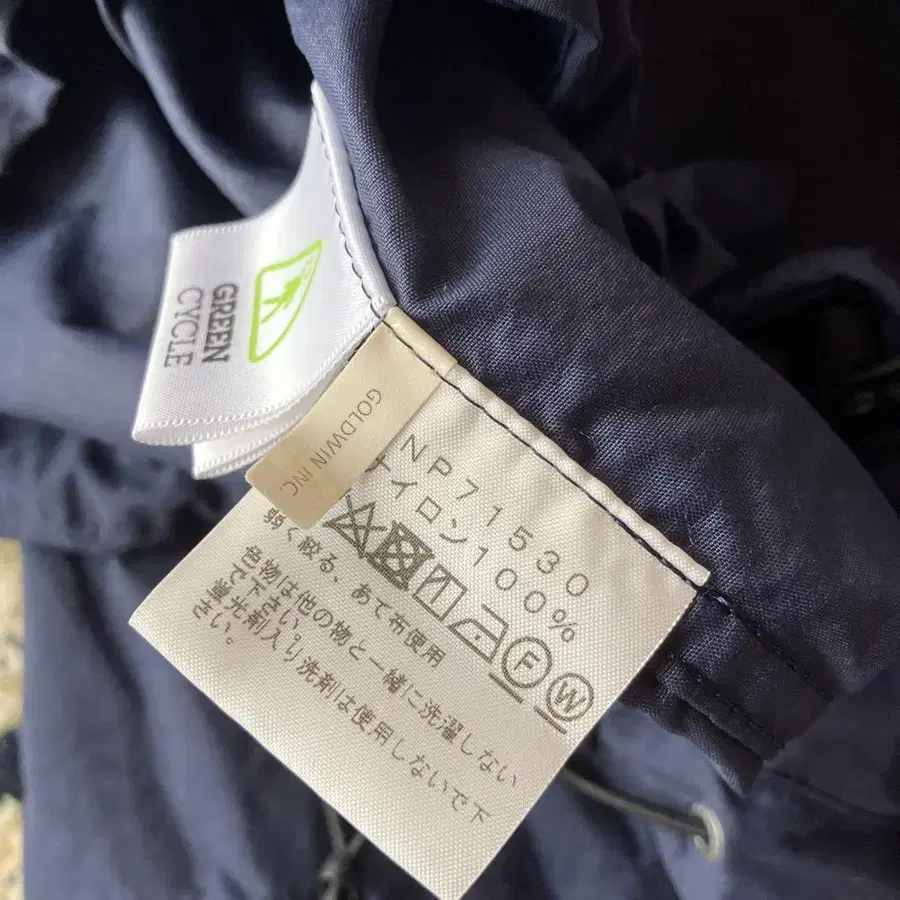 GREEN
CYCLE
GOLDWIN INC
NP71530
ナイロン100%
F
W
弱く絞る、あて布使用
色物は他の物と一緒に洗濯しない
で下さい。
蛍光剤入り洗剤は使用しないで下
さい。